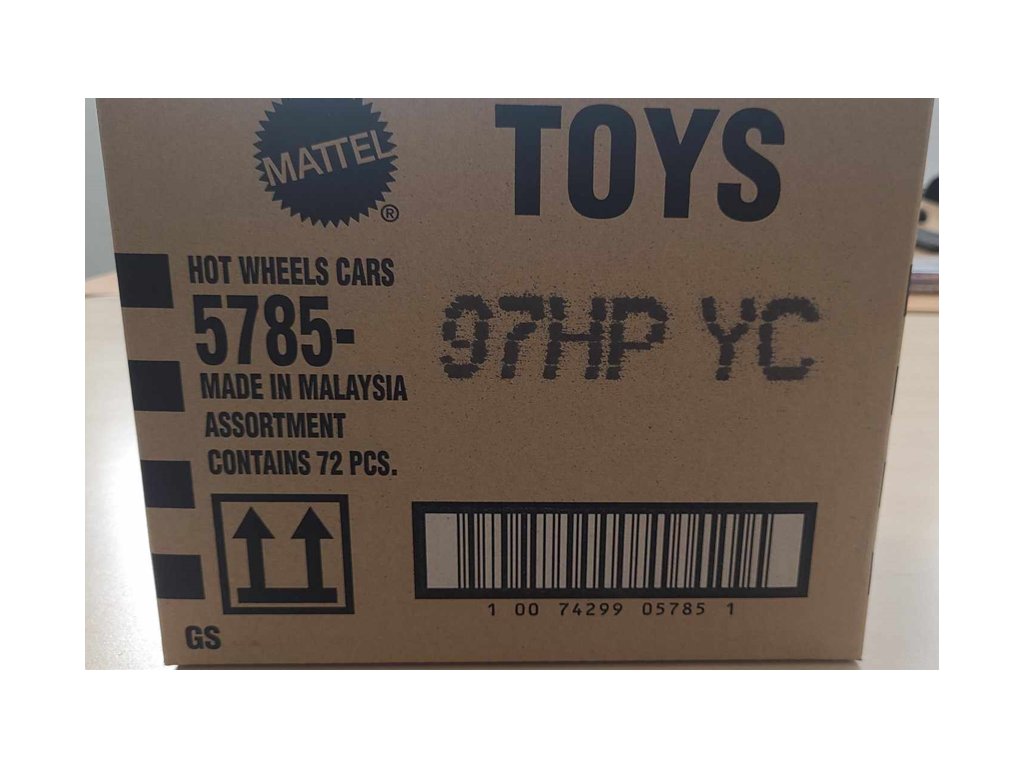 MATTEL
®
TOYS
HOT WHEELS CARS
5785-
97HP YC
MADE IN MALAYSIA
ASSORTMENT
CONTAINS 72 PCS.
1 00 74299 05785 1
GS